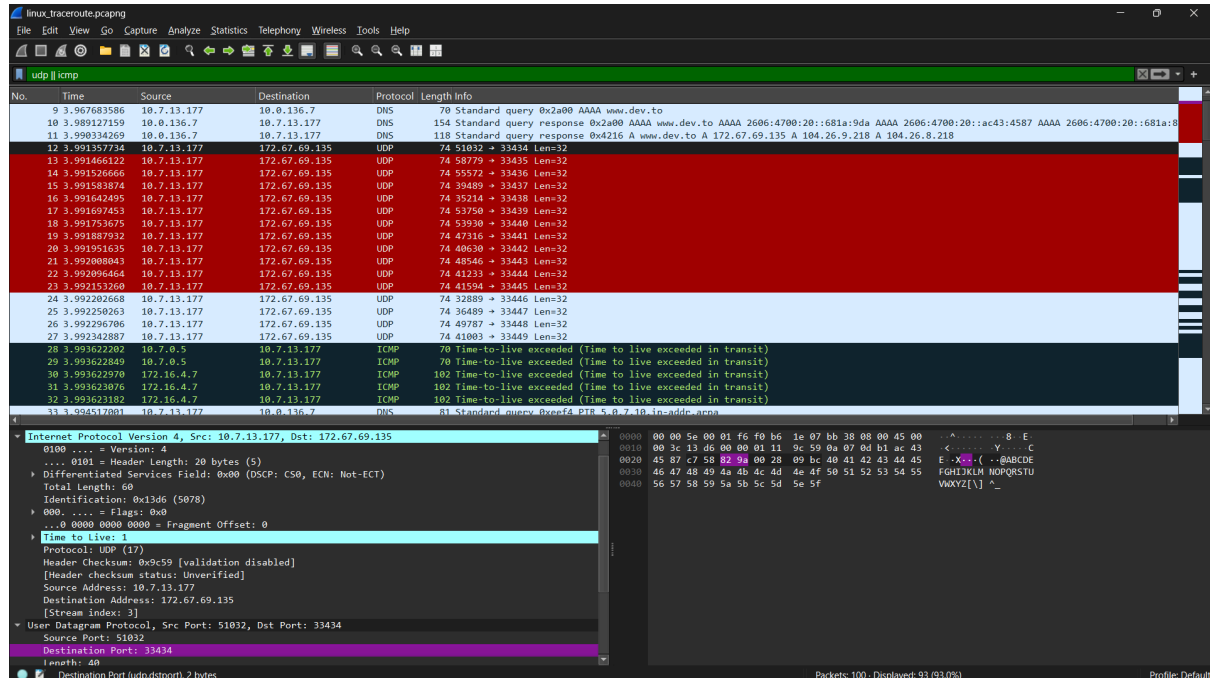 linux_traceroute.pcapng
File Edit View Go Capture Analyze Statistics Telephony Wireless Tools Help
udp || icmp
No. Time Source Destination Protocol Length Info
9 3.967683586 10.7.13.177 10.0.136.7 DNS 70 Standard query 0x2a00 AAAA www.dev.to
10 3.989127159 10.0.136.7 10.7.13.177 DNS 154 Standard query response 0x2a00 AAAA www.dev.to AAAA 2606:4700:20::681a:9da AAAA 2606:4700:20::ac43:4587 AAAA 2606:4700:20::681a:8
11 3.990334269 10.0.136.7 10.7.13.177 DNS 118 Standard query response 0x4216 A www.dev.to A 172.67.69.135 A 104.26.9.218 A 104.26.8.218
12 3.991357734 10.7.13.177 172.67.69.135 UDP 74 51032 → 33434 Len=32
13 3.991466122 10.7.13.177 172.67.69.135 UDP 74 58779 → 33435 Len=32
14 3.991526666 10.7.13.177 172.67.69.135 UDP 74 55572 → 33436 Len=32
15 3.991583874 10.7.13.177 172.67.69.135 UDP 74 39489 → 33437 Len=32
16 3.991642495 10.7.13.177 172.67.69.135 UDP 74 35214 → 33438 Len=32
17 3.991697453 10.7.13.177 172.67.69.135 UDP 74 53750 → 33439 Len=32
18 3.991753675 10.7.13.177 172.67.69.135 UDP 74 53930 → 33440 Len=32
19 3.991887932 10.7.13.177 172.67.69.135 UDP 74 47316 → 33441 Len=32
20 3.991951635 10.7.13.177 172.67.69.135 UDP 74 40630 → 33442 Len=32
21 3.992008043 10.7.13.177 172.67.69.135 UDP 74 48546 → 33443 Len=32
22 3.992096464 10.7.13.177 172.67.69.135 UDP 74 41233 → 33444 Len=32
23 3.992153260 10.7.13.177 172.67.69.135 UDP 74 41594 → 33445 Len=32
24 3.992202668 10.7.13.177 172.67.69.135 UDP 74 32889 → 33446 Len=32
25 3.992250263 10.7.13.177 172.67.69.135 UDP 74 36489 → 33447 Len=32
26 3.992296706 10.7.13.177 172.67.69.135 UDP 74 49787 → 33448 Len=32
27 3.992342887 10.7.13.177 172.67.69.135 UDP 74 41003 → 33449 Len=32
28 3.993622202 10.7.0.5 10.7.13.177 ICMP 70 Time-to-live exceeded (Time to live exceeded in transit)
29 3.993622849 10.7.0.5 10.7.13.177 ICMP 70 Time-to-live exceeded (Time to live exceeded in transit)
30 3.993622970 172.16.4.7 10.7.13.177 ICMP 102 Time-to-live exceeded (Time to live exceeded in transit)
31 3.993623076 172.16.4.7 10.7.13.177 ICMP 102 Time-to-live exceeded (Time to live exceeded in transit)
32 3.993623182 172.16.4.7 10.7.13.177 ICMP 102 Time-to-live exceeded (Time to live exceeded in transit)
33 3.994517001 10.7.13.177 10.0.136.7 DNS 81 Standard query 0xeef4 PTR 5.0.7.10.in-addr.arpa
Internet Protocol Version 4, Src: 10.7.13.177, Dst: 172.67.69.135
0100 .... = Version: 4
.... 0101 = Header Length: 20 bytes (5)
Differentiated Services Field: 0x00 (DSCP: CS0, ECN: Not-ECT)
Total Length: 60
Identification: 0x13d6 (5078)
000. .... = Flags: 0x0
...0 0000 0000 0000 = Fragment Offset: 0
Time to Live: 1
Protocol: UDP (17)
Header Checksum: 0x9c59 [validation disabled]
[Header checksum status: Unverified]
Source Address: 10.7.13.177
Destination Address: 172.67.69.135
[Stream index: 3]
User Datagram Protocol, Src Port: 51032, Dst Port: 33434
Source Port: 51032
Destination Port: 33434
Length: 40
0000 00 00 5e 00 01 f6 f0 b6 1e 07 bb 38 08 00 45 00 ··^····· ···8··E·
0010 00 3c 13 d6 00 00 01 11 9c 59 0a 07 0d b1 ac 43 ·<······ ·Y·····C
0020 45 87 c7 58 82 9a 00 28 09 bc 40 41 42 43 44 45 E··X···( ··@ABCDE
0030 46 47 48 49 4a 4b 4c 4d 4e 4f 50 51 52 53 54 55 FGHIJKLM NOPQRSTU
0040 56 57 58 59 5a 5b 5c 5d 5e 5f VWXYZ[\] ^_
Destination Port (udp.dstport), 2 bytes
Packets: 100 · Displayed: 93 (93.0%)
Profile: Default